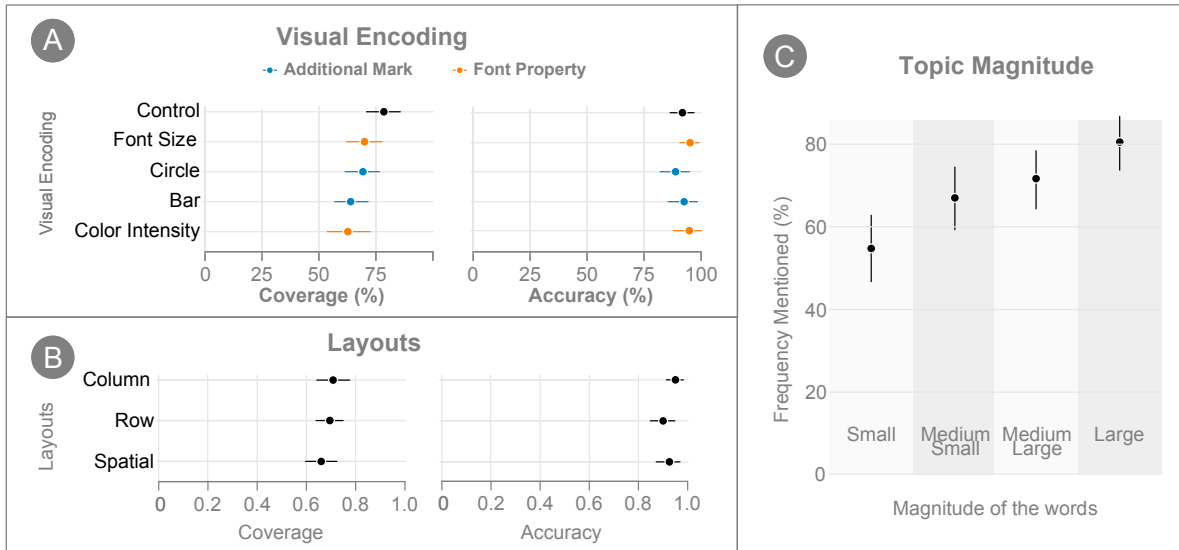 A
Visual Encoding
Additional Mark Font Property
Visual Encoding
Control
Font Size
Circle
Bar
Color Intensity
0 25 50 75
Coverage (%)
0 25 50 75 100
Accuracy (%)
B
Layouts
Layouts
Column
Row
Spatial
0 0.2 0.4 0.6 0.8 1.0
Coverage
0 0.2 0.4 0.6 0.8 1.0
Accuracy
C
Topic Magnitude
Frequency Mentioned (%)
80
60
40
20
0
Small
Medium Small
Medium Large
Large
Magnitude of the words